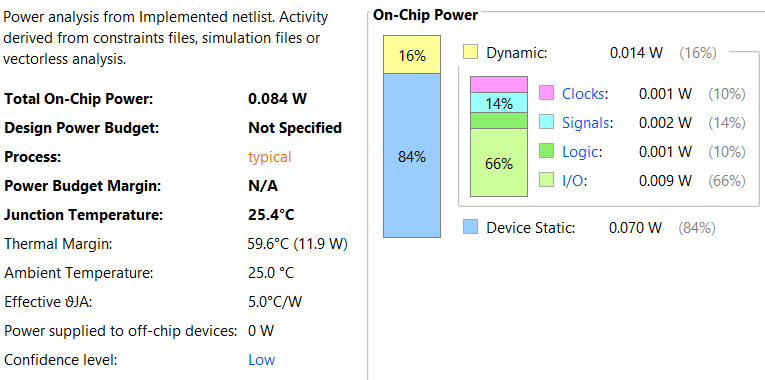 Power analysis from Implemented netlist. Activity
derived from constraints files, simulation files or
vectorless analysis.
Total On-Chip Power: 0.084 W
Design Power Budget: Not Specified
Process: typical
Power Budget Margin: N/A
Junction Temperature: 25.4°C
Thermal Margin: 59.6°C (11.9 W)
Ambient Temperature: 25.0 °C
Effective ϑJA: 5.0°C/W
Power supplied to off-chip devices: 0 W
Confidence level: Low
On-Chip Power
16%
84%
Dynamic: 0.014 W (16%)
14%
66%
Clocks: 0.001 W (10%)
Signals: 0.002 W (14%)
Logic: 0.001 W (10%)
I/O: 0.009 W (66%)
Device Static: 0.070 W (84%)